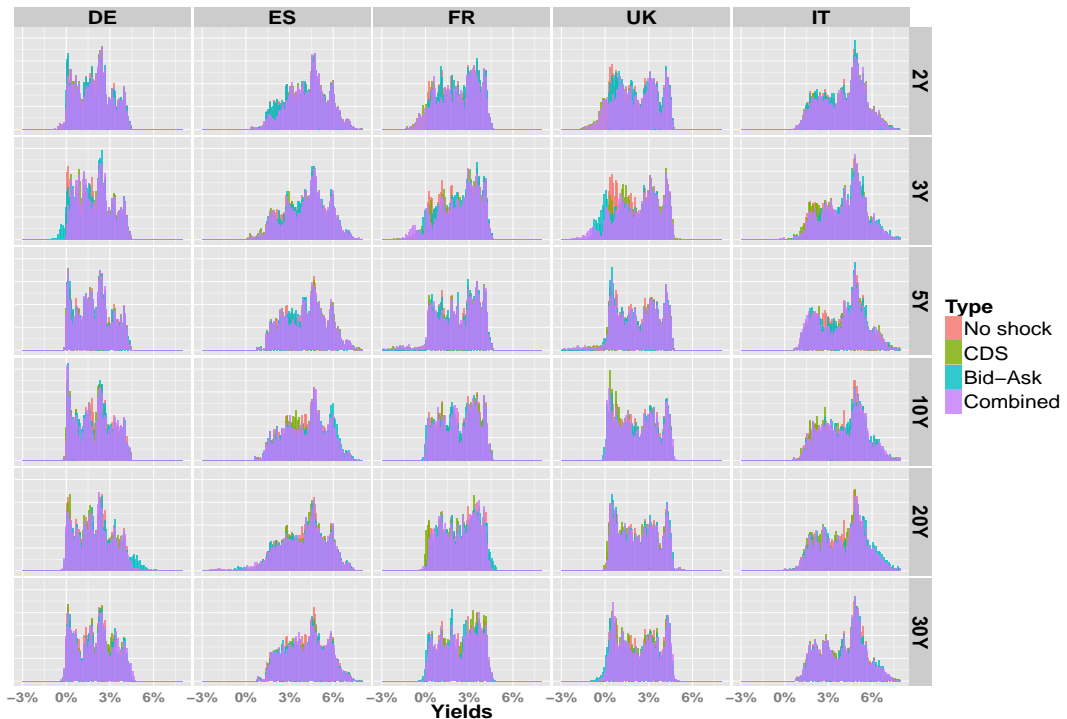 DE ES FR UK IT
2Y
3Y
5Y
10Y
20Y
30Y
Type
No shock
CDS
Bid−Ask
Combined
−3% 0% 3% 6% −3% 0% 3% 6% −3% 0% 3% 6% −3% 0% 3% 6% −3% 0% 3% 6%
Yields